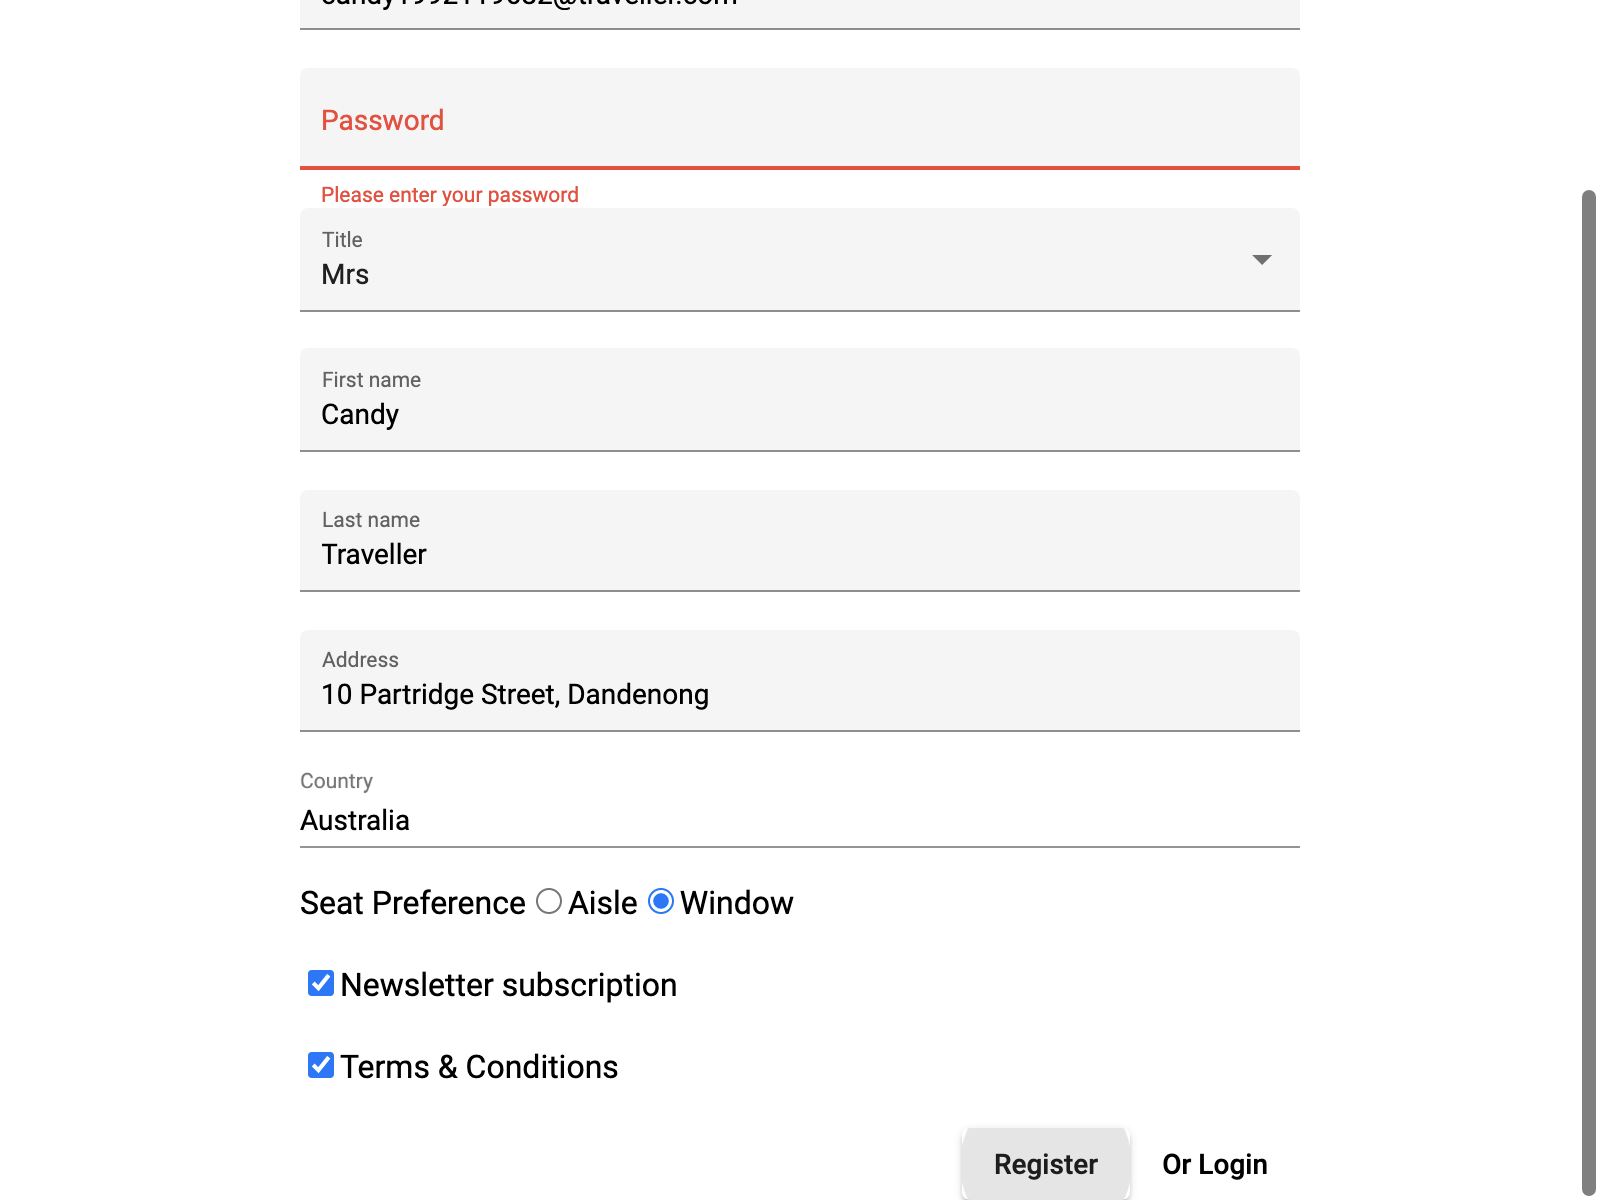 Password
Please enter your password
Title
Mrs
First name
Candy
Last name
Traveller
Address
10 Partridge Street, Dandenong
Country
Australia
Seat Preference Aisle Window
Newsletter subscription
Terms & Conditions
Register Or Login